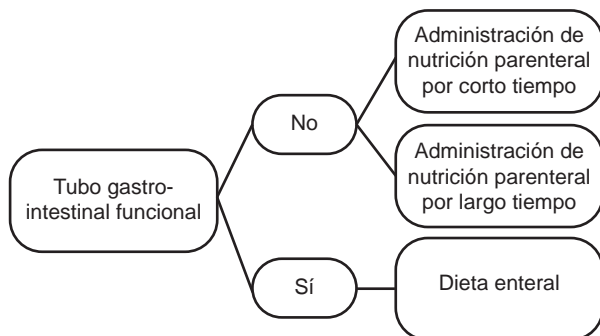 Tubo gastro-
intestinal funcional
No
Administración de
nutrición parenteral
por corto tiempo
Administración de
nutrición parenteral
por largo tiempo
Sí
Dieta enteral